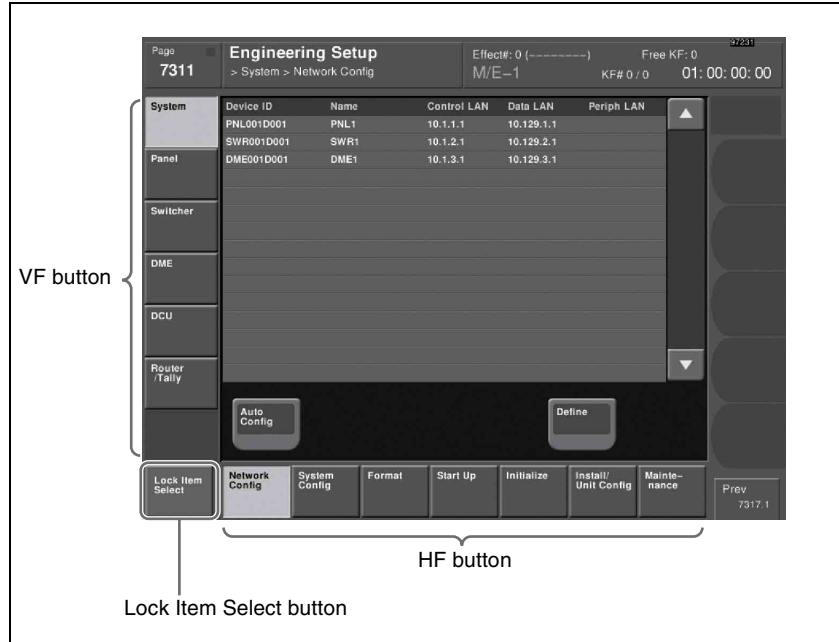 97231
Page
7311
Engineering Setup
> System > Network Config
Effect#: 0 (--------)
Free KF: 0
M/E-1
KF# 0 / 0
01: 00: 00: 00
System
Panel
Switcher
DME
DCU
Router
/Tally
Device ID Name Control LAN Data LAN Periph LAN
PNL001D001 PNL1 10.1.1.1 10.129.1.1
SWR001D001 SWR1 10.1.2.1 10.129.2.1
DME001D001 DME1 10.1.3.1 10.129.3.1
Auto
Config
Define
Lock Item
Select
Network
Config
System
Config
Format
Start Up
Initialize
Install/
Unit Config
Mainte-
nance
Prev
7317.1
VF button
HF button
Lock Item Select button